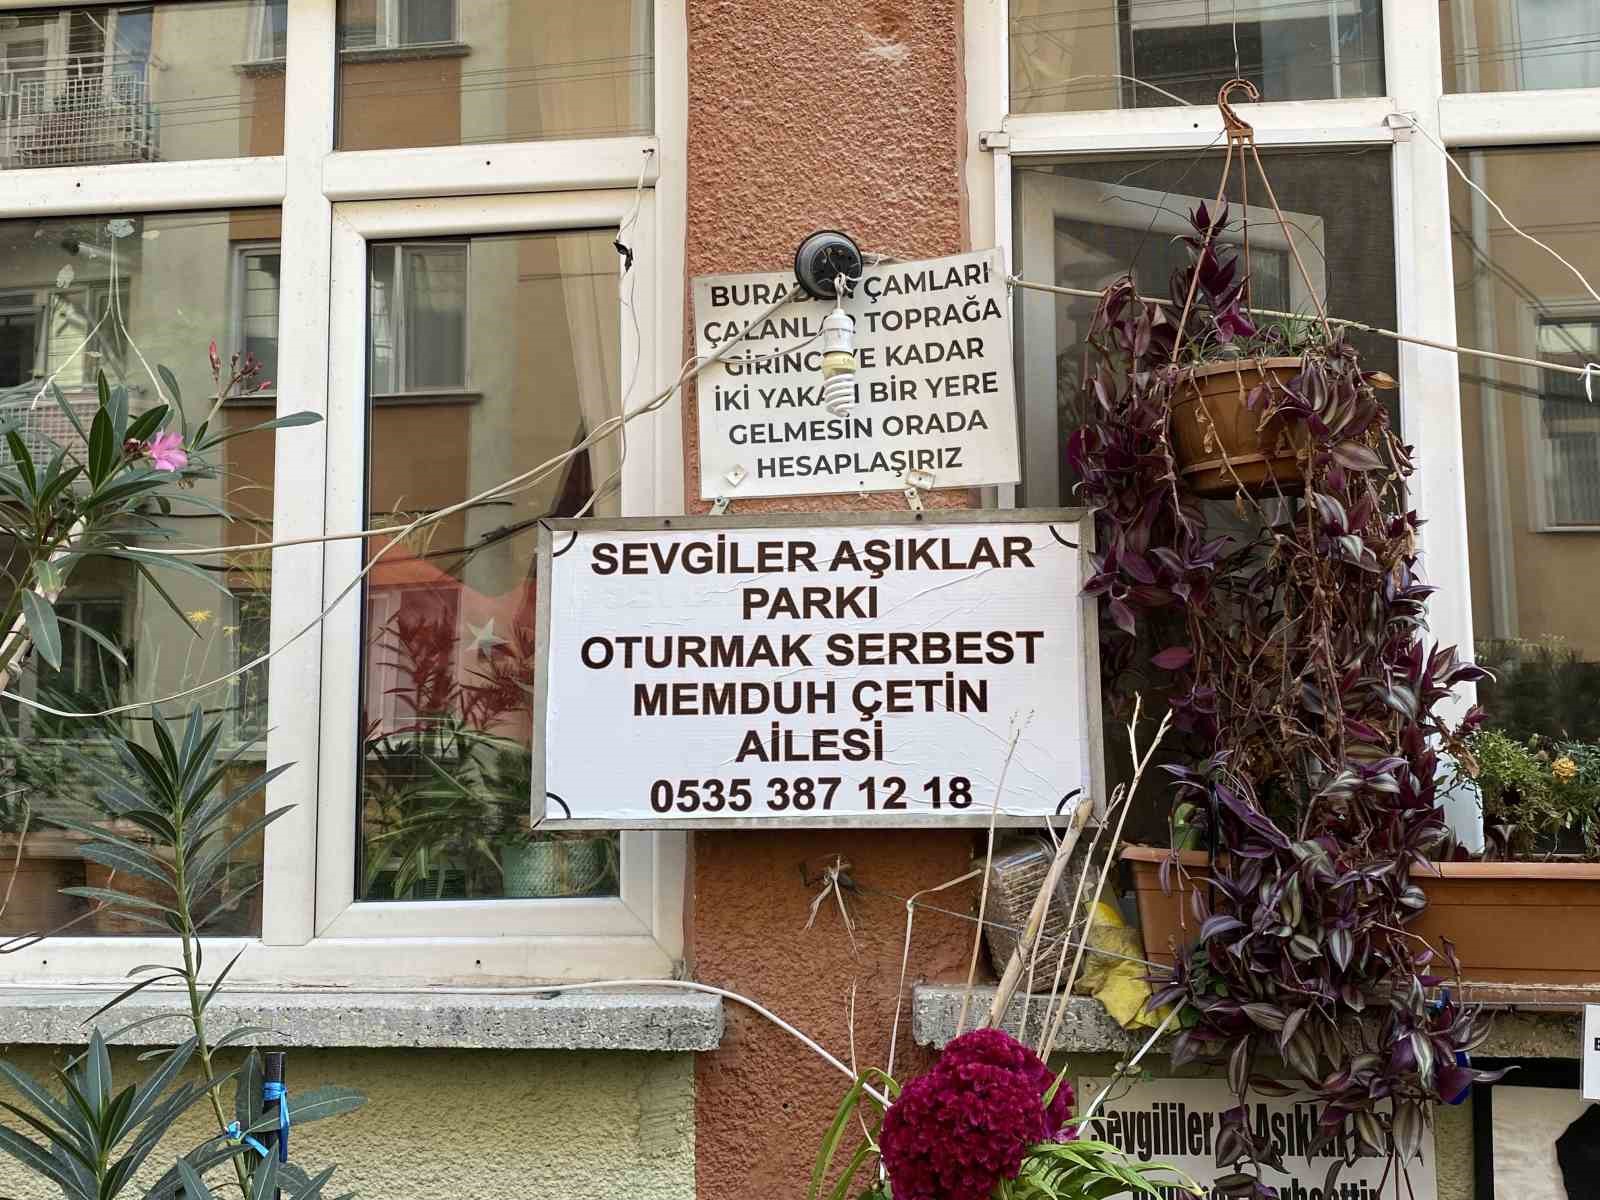 BURADAN ÇAMLARI
ÇALANLAR TOPRAĞA
GİRİNCEYE KADAR
İKİ YAKASI BİR YERE
GELMESİN ORADA
HESAPLAŞIRIZ
SEVGİLER AŞIKLAR
PARKI
OTURMAK SERBEST
MEMDUH ÇETİN
AİLESİ
0535 387 12 18
Sevgililer